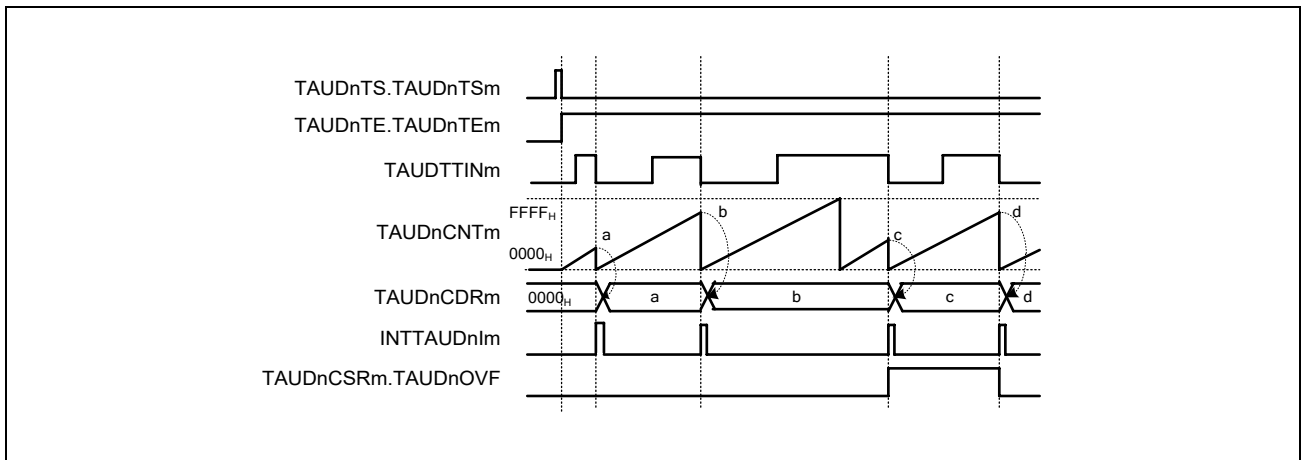 TAUDnTS.TAUDnTSm
TAUDnTE.TAUDnTEm
TAUDTTINm
FFFFH
TAUDnCNTm
0000H
a b c d
TAUDnCDRm 0000H a b c d
INTTAUDnIm
TAUDnCSRm.TAUDnOVF